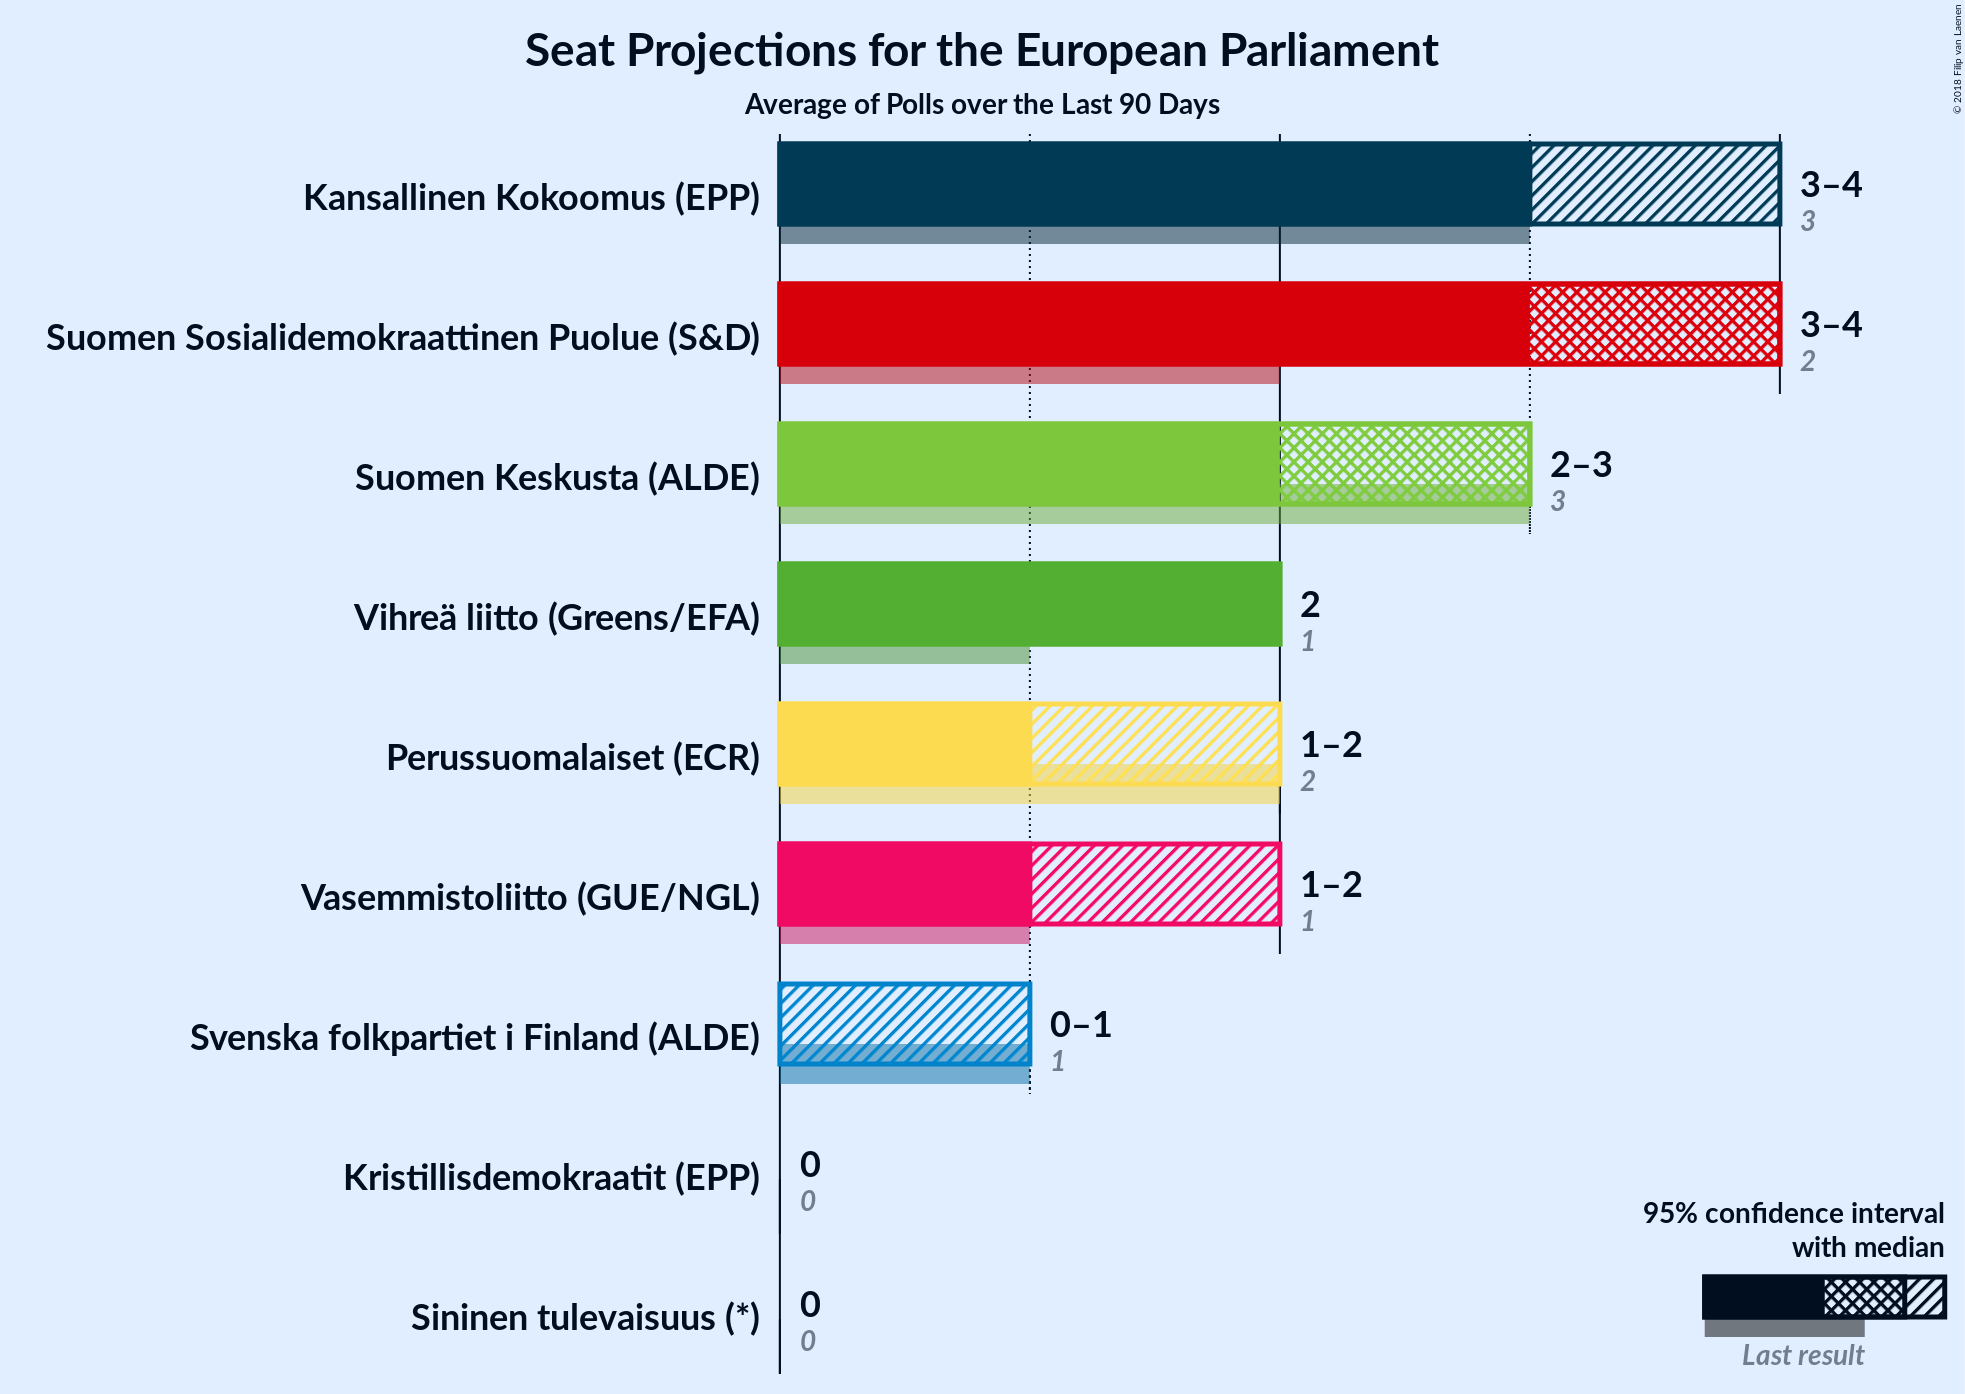 Seat Projections for the European Parliament
Average of Polls over the Last 90 Days
© 2018 Filip van Laenen
Kansallinen Kokoomus (EPP)
3–4
3
Suomen Sosialidemokraattinen Puolue (S&D)
3–4
2
Suomen Keskusta (ALDE)
2–3
3
Vihreä liitto (Greens/EFA)
2
1
Perussuomalaiset (ECR)
1–2
2
Vasemmistoliitto (GUE/NGL)
1–2
1
Svenska folkpartiet i Finland (ALDE)
0–1
1
Kristillisdemokraatit (EPP)
0
0
Sininen tulevaisuus (*)
0
0
95% confidence interval
with median
Last result